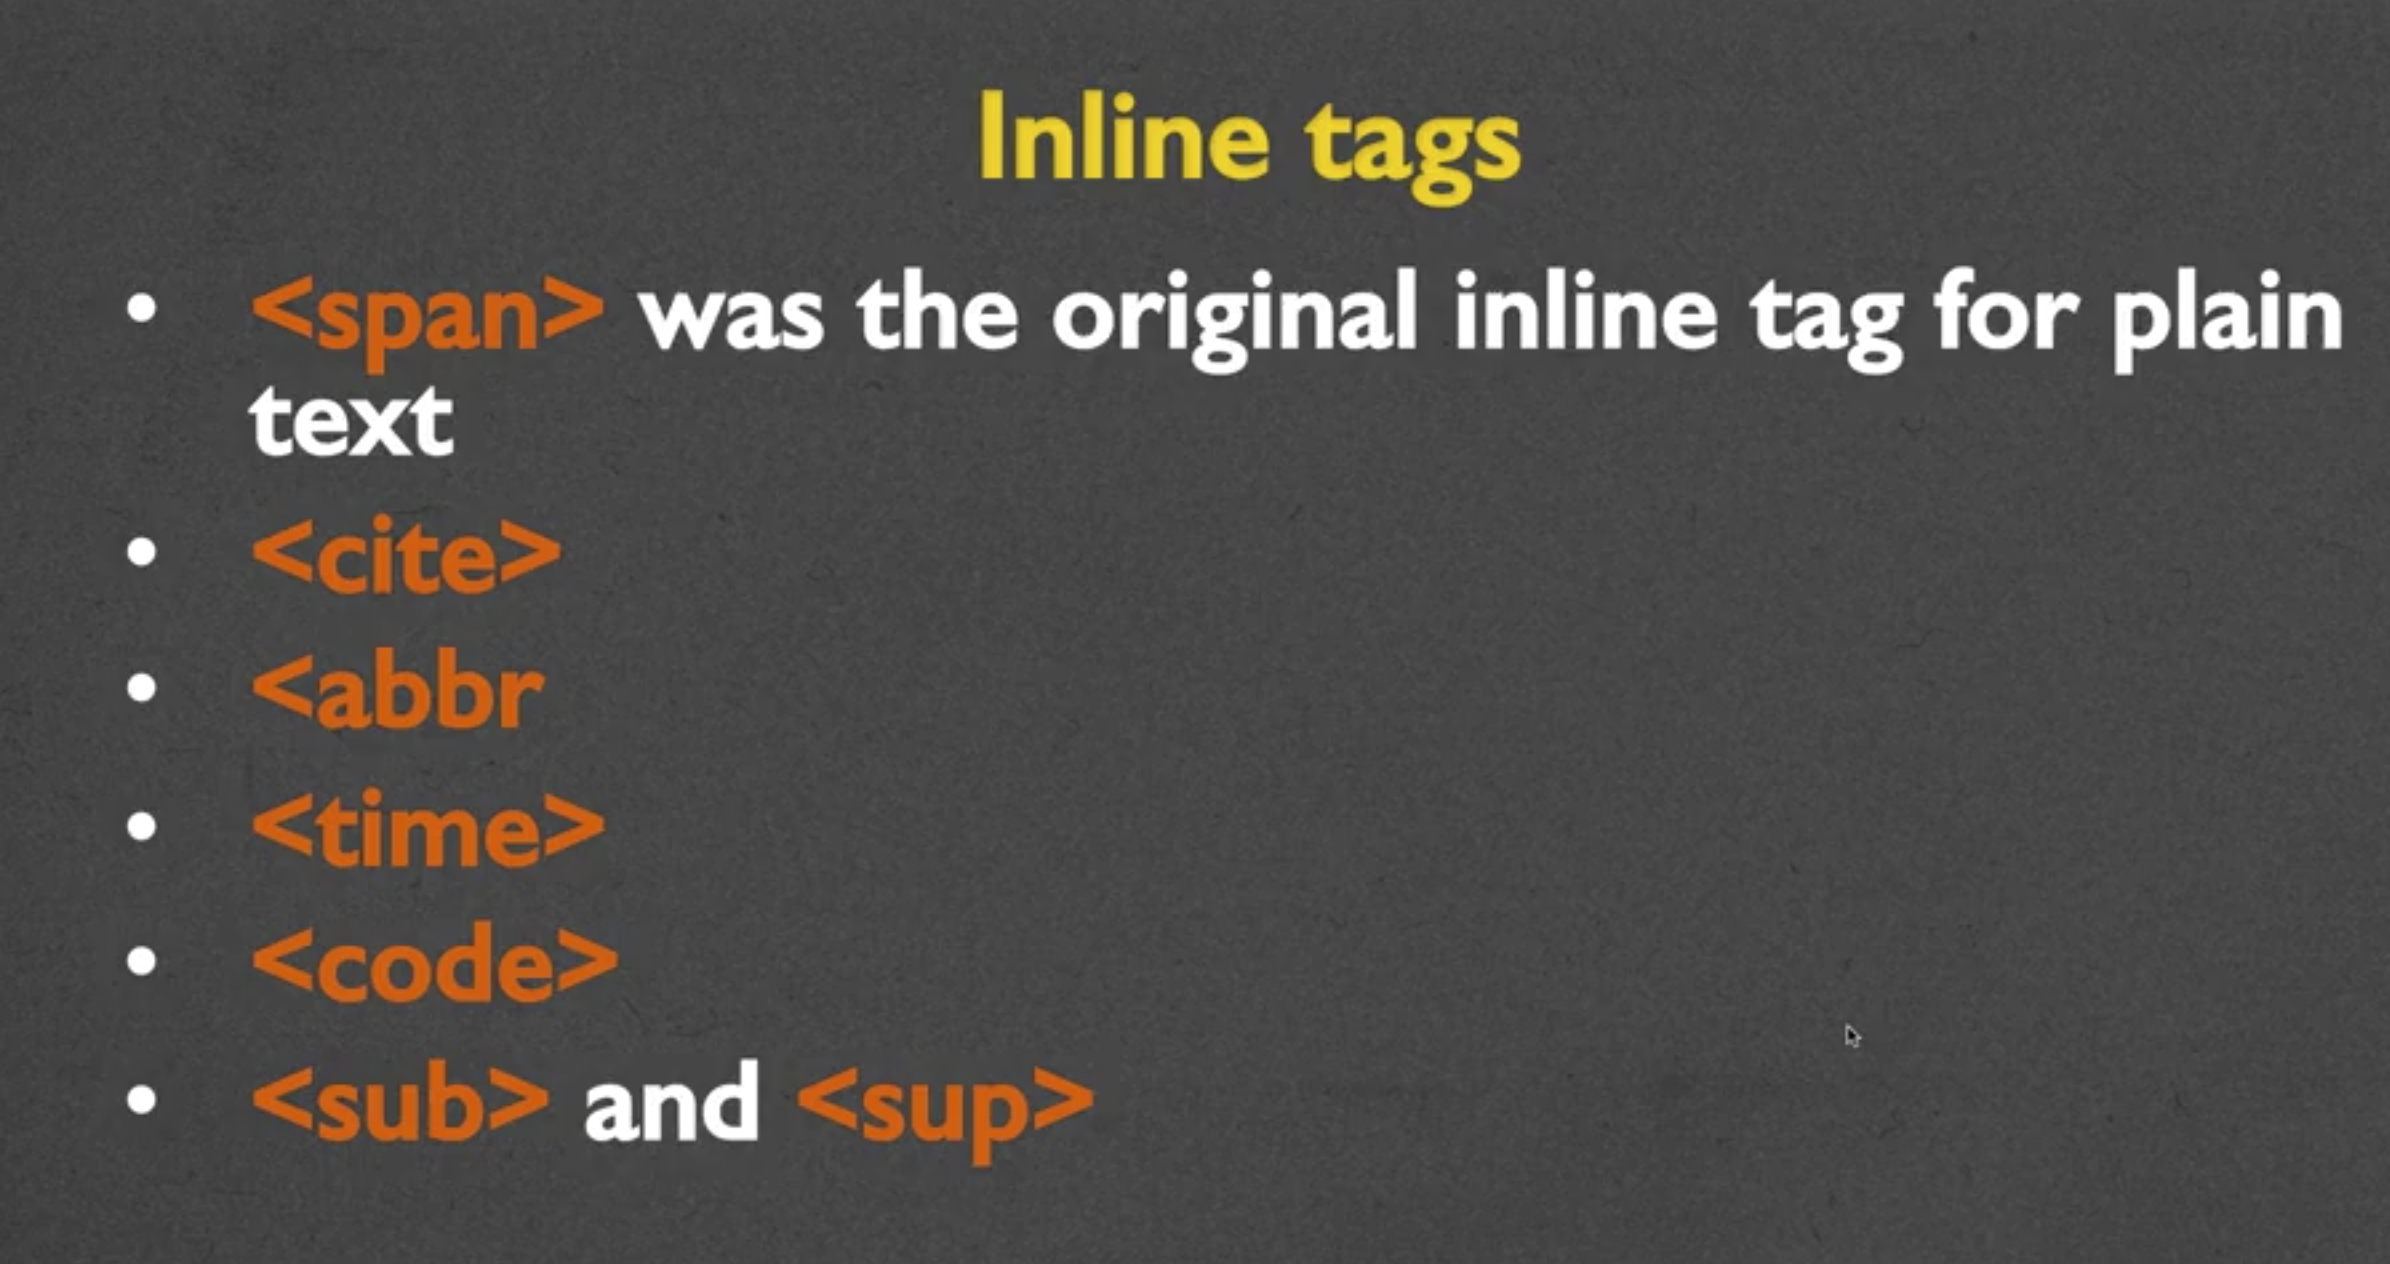 Inline tags
• <span> was the original inline tag for plain
text
• <cite>
• <abbr
• <time>
• <code>
• <sub> and <sup>